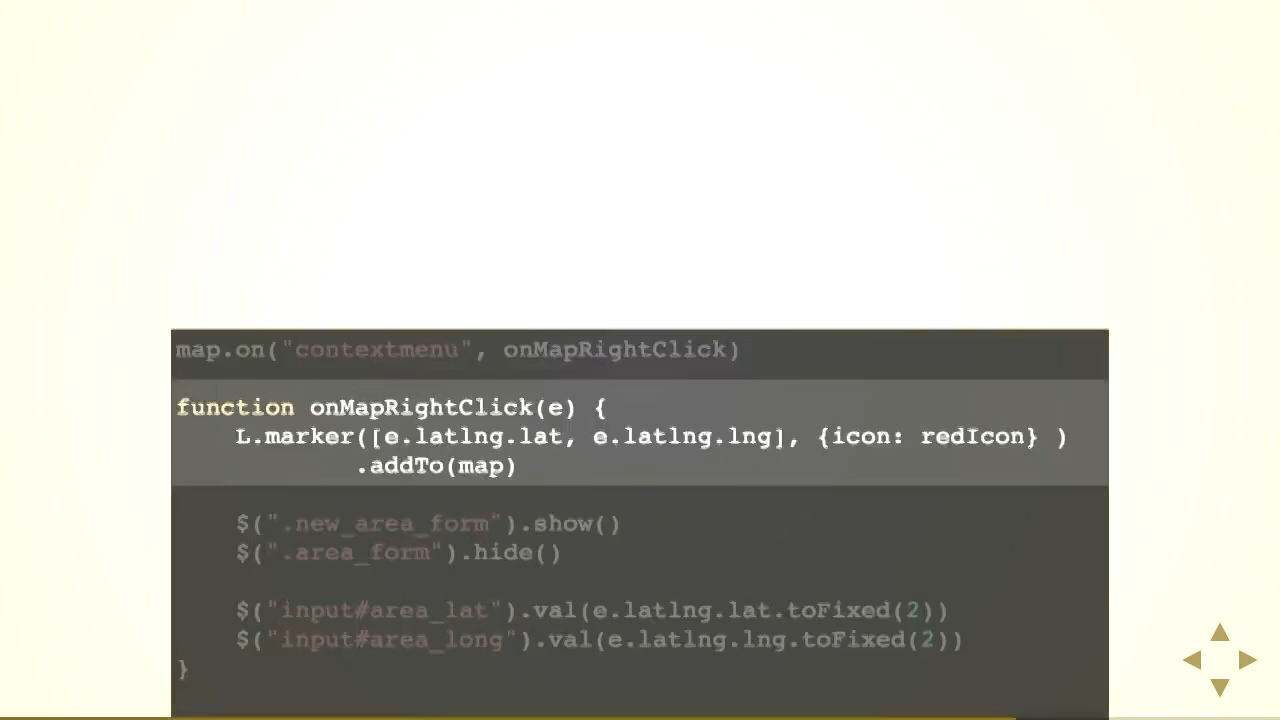 map.on("contextmenu", onMapRightClick)
function onMapRightClick(e) {
L.marker([e.latlng.lat, e.latlng.lng], {icon: redIcon} )
.addTo(map)
$(".new_area_form").show()
$(".area_form").hide()
$("input#area_lat").val(e.latlng.lat.toFixed(2))
$("input#area_long").val(e.latlng.lng.toFixed(2))
}